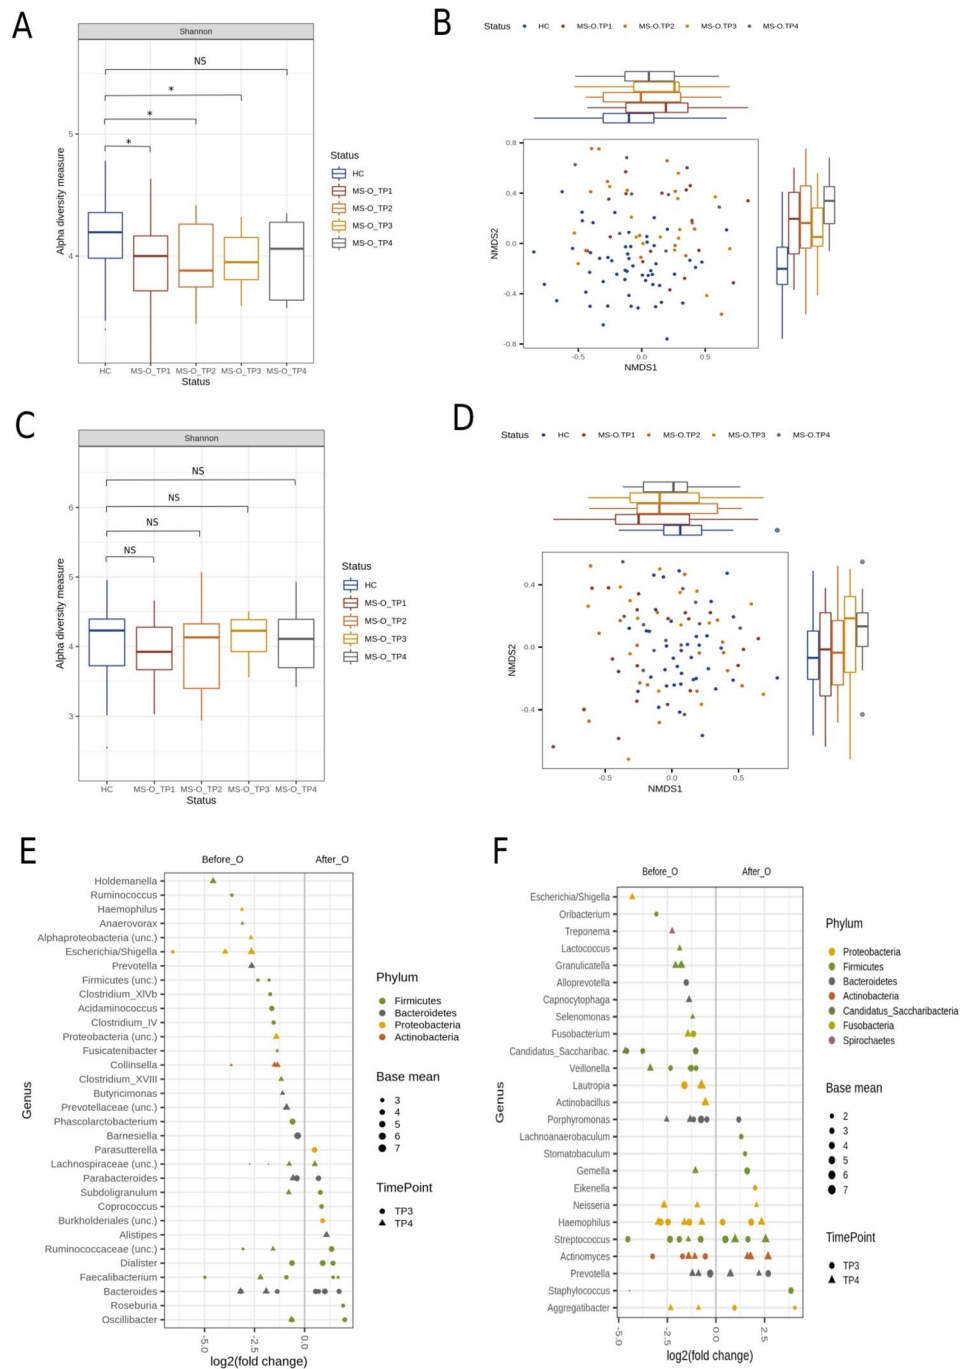 A
Shannon
NS
*
*
*
5
4
Alpha diversity measure
HC MS-O_TP1 MS-O_TP2 MS-O_TP3 MS-O_TP4
Status
Status
HC
MS-O_TP1
MS-O_TP2
MS-O_TP3
MS-O_TP4
B
Status HC MS-O.TP1 MS-O.TP2 MS-O.TP3 MS-O.TP4
0.8
0.4
0.0
-0.4
-0.8
NMDS2
-0.5 0.0 0.5
NMDS1
C
Shannon
NS
NS
NS
NS
6
5
4
3
Alpha diversity measure
HC MS-O_TP1 MS-O_TP2 MS-O_TP3 MS-O_TP4
Status
Status
HC
MS-O_TP1
MS-O_TP2
MS-O_TP3
MS-O_TP4
D
Status HC MS-O.TP1 MS-O.TP2 MS-O.TP3 MS-O.TP4
0.4
0.0
-0.4
NMDS2
-0.5 0.0 0.5
NMDS1
E
Before_O After_O
Holdemanella
Ruminococcus
Haemophilus
Anaerovorax
Alphaproteobacteria (unc.)
Escherichia/Shigella
Prevotella
Firmicutes (unc.)
Clostridium_XlVb
Acidaminococcus
Clostridium_IV
Proteobacteria (unc.)
Fusicatenibacter
Collinsella
Clostridium_XVIII
Butyricimonas
Prevotellaceae (unc.)
Phascolarctobacterium
Barnesiella
Parasutterella
Lachnospiraceae (unc.)
Parabacteroides
Subdoligranulum
Coprococcus
Burkholderiales (unc.)
Alistipes
Ruminococcaceae (unc.)
Dialister
Faecalibacterium
Bacteroides
Roseburia
Oscillibacter
Genus
-5.0 -2.5 0.0
log2(fold change)
Phylum
Firmicutes
Bacteroidetes
Proteobacteria
Actinobacteria
Base mean
3
4
5
6
7
TimePoint
TP3
TP4
F
Before_O After_O
Escherichia/Shigella
Oribacterium
Treponema
Lactococcus
Granulicatella
Alloprevotella
Capnocytophaga
Selenomonas
Fusobacterium
Candidatus_Saccharibac.
Veillonella
Lautropia
Actinobacillus
Porphyromonas
Lachnoanaerobaculum
Stomatobaculum
Gemella
Eikenella
Neisseria
Haemophilus
Streptococcus
Actinomyces
Prevotella
Staphylococcus
Aggregatibacter
Genus
-5.0 -2.5 0.0 2.5
log2(fold change)
Phylum
Proteobacteria
Firmicutes
Bacteroidetes
Actinobacteria
Candidatus_Saccharibacteria
Fusobacteria
Spirochaetes
Base mean
2
3
4
5
6
7
TimePoint
TP3
TP4